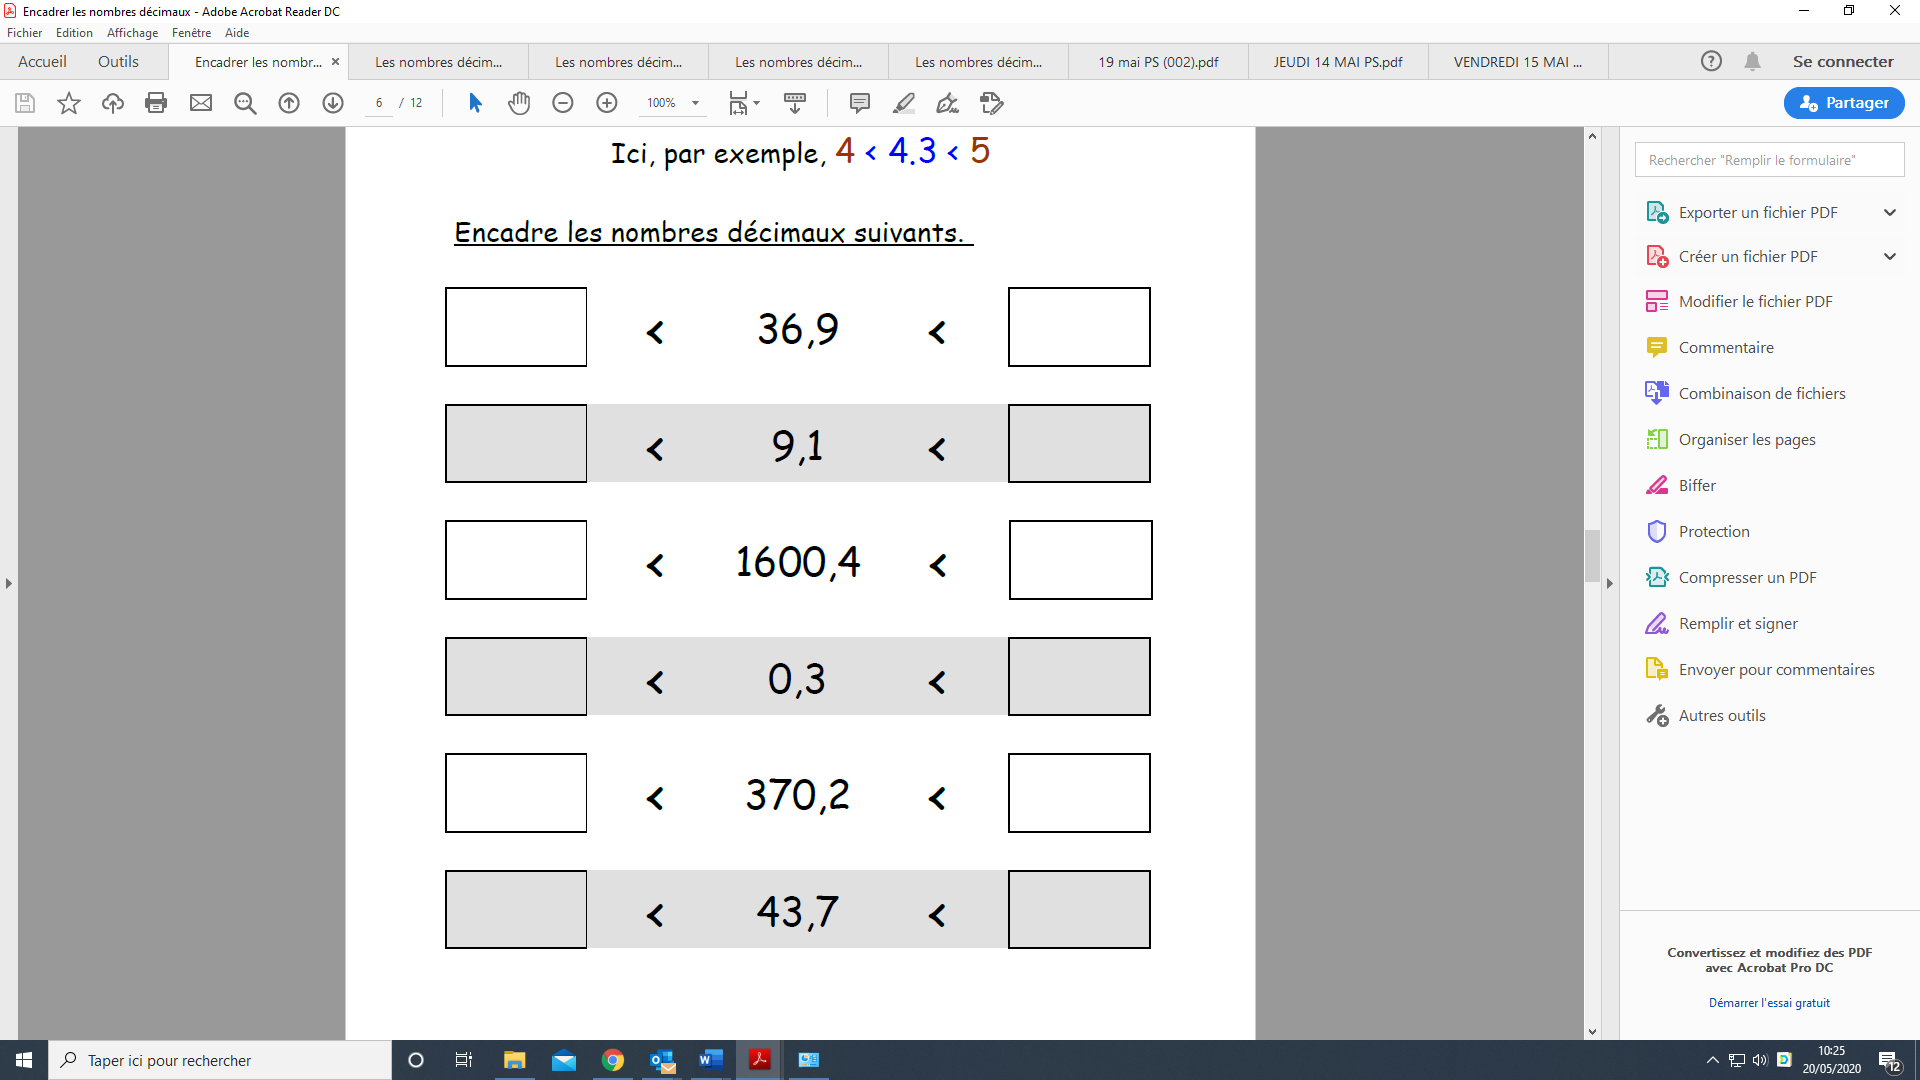 Encadrer les nombres décimaux - Adobe Acrobat Reader DC
Fichier Edition Affichage Fenêtre Aide
Accueil Outils Encadrer les nombr... × Les nombres décim... Les nombres décim... Les nombres décim... Les nombres décim... 19 mai PS (002).pdf JEUDI 14 MAI PS.pdf VENDREDI 15 MAI ... Se connecter
6 / 12 100% Partager
Ici, par exemple, 4 < 4.3 < 5
Encadre les nombres décimaux suivants.
< 36,9 <
< 9,1 <
< 1600,4 <
< 0,3 <
< 370,2 <
< 43,7 <
Rechercher "Remplir le formulaire"
Exporter un fichier PDF
Créer un fichier PDF
Modifier le fichier PDF
Commentaire
Combinaison de fichiers
Organiser les pages
Biffer
Protection
Compresser un PDF
Remplir et signer
Envoyer pour commentaires
Autres outils
Convertissez et modifiez des PDF
avec Acrobat Pro DC
Démarrer l'essai gratuit
Taper ici pour rechercher
10:25
20/05/2020
12